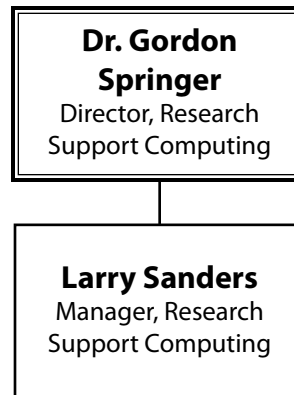 Dr. Gordon
Springer
Director, Research
Support Computing
Larry Sanders
Manager, Research
Support Computing